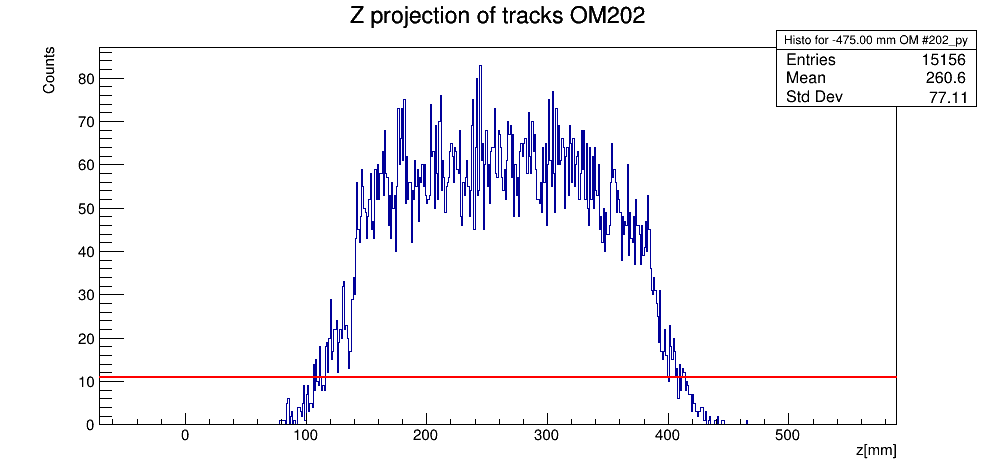 Z projection of tracks OM202
Histo for -475.00 mm OM #202_py
Entries 15156
Mean 260.6
Std Dev 77.11
Counts
80
70
60
50
40
30
20
10
0
0 100 200 300 400 500
z[mm]